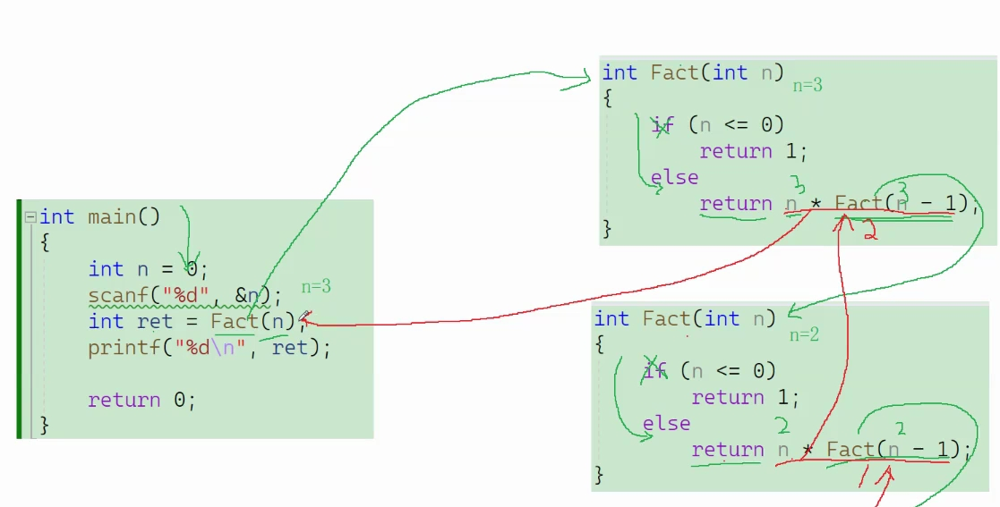 int main()
{
int n = 0;
scanf("%d", &n);
n=3
int ret = Fact(n);
printf("%d\n", ret);
return 0;
}
int Fact(int n)
n=3
{
if (n <= 0)
return 1;
else
3 3
return n * Fact(n - 1);
2
}
int Fact(int n)
n=2
{
if (n <= 0)
return 1;
else
2 2
return n * Fact(n - 1);
1
}